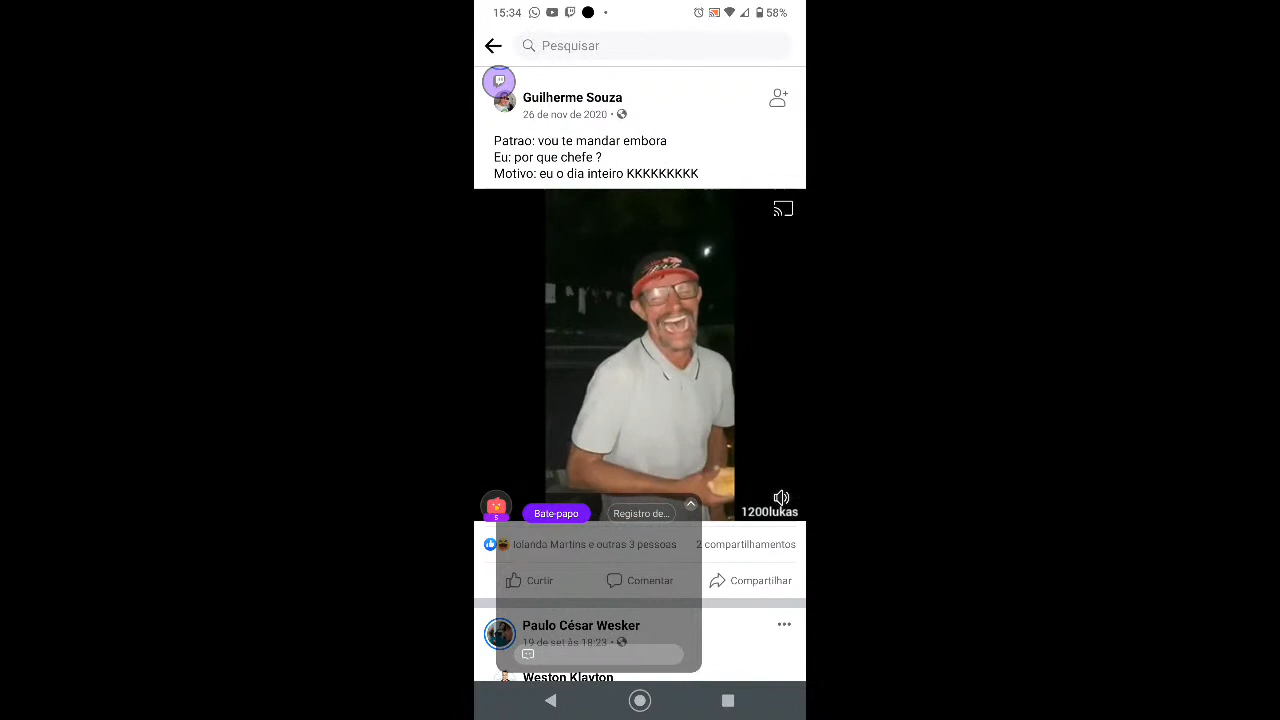 15:34
58%
Pesquisar
Guilherme Souza
26 de nov de 2020
Patrao: vou te mandar embora
Eu: por que chefe ?
Motivo: eu o dia inteiro KKKKKKKKK
5
Bate-papo
Registro de...
1200lukas
Iolanda Martins e outras 3 pessoas
2 compartilhamentos
Curtir
Comentar
Compartilhar
Paulo César Wesker
19 de set às 18:23
Weston Klayton